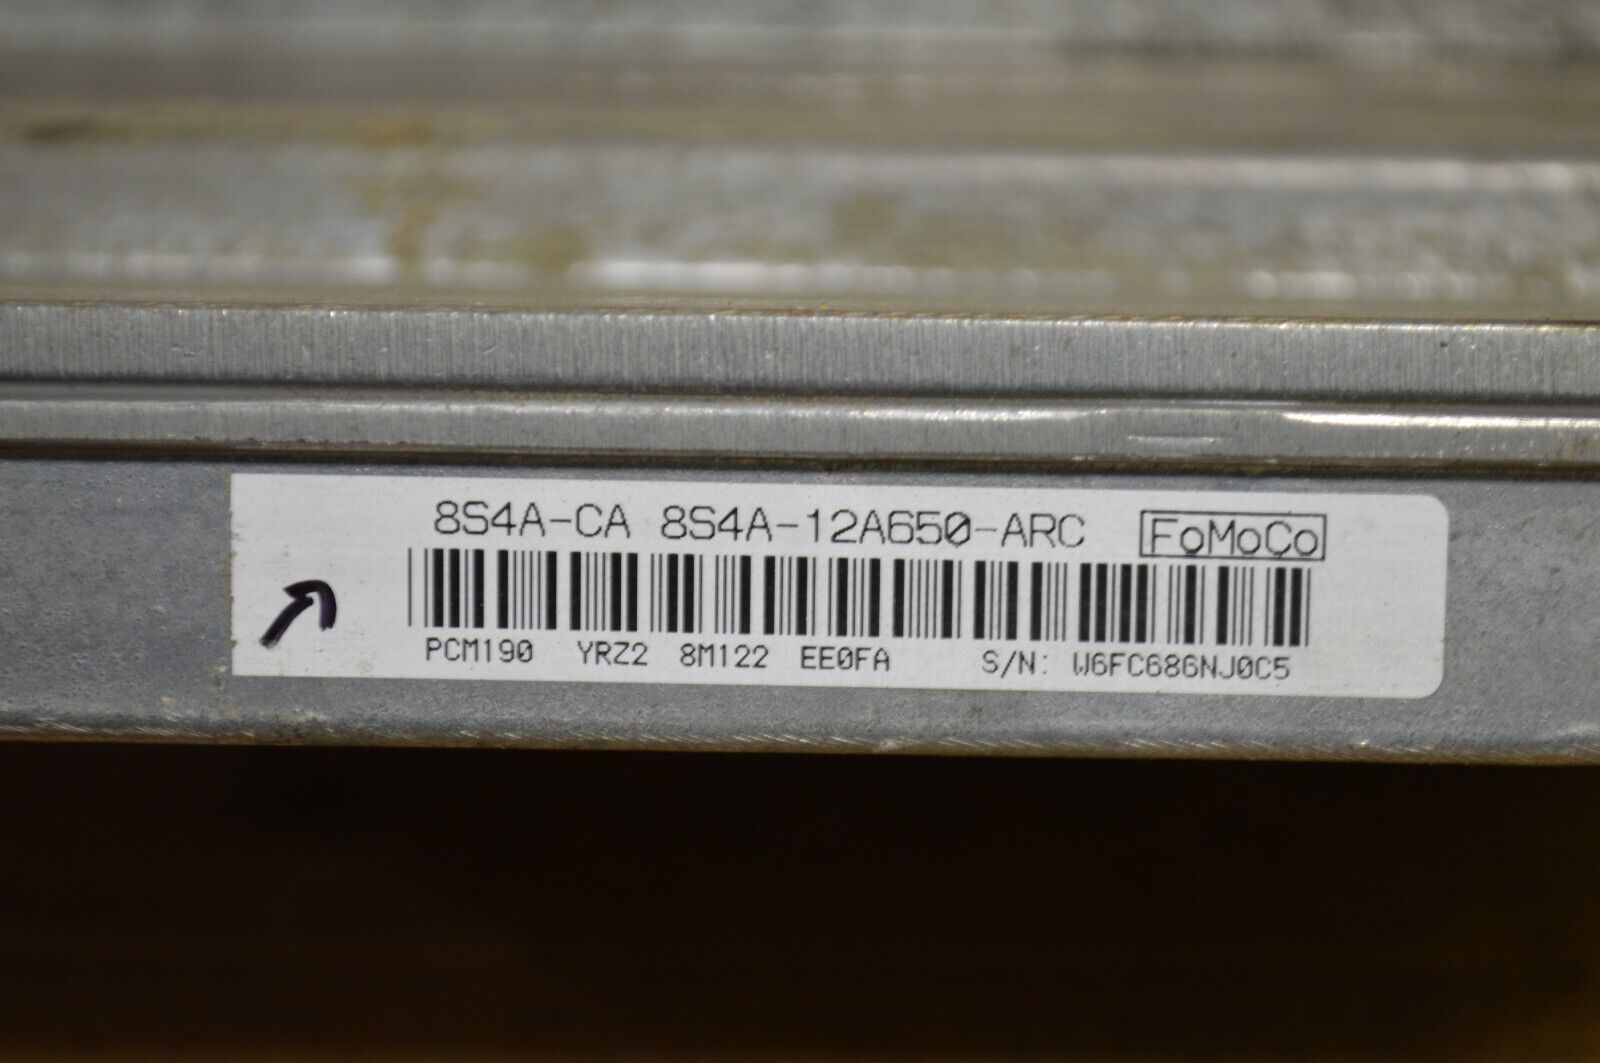 8S4A-CA 8S4A-12A650-ARC FoMoCo
PCM190 YRZ2 8M122 EE0FA S/N: W6FC686NJ0C5